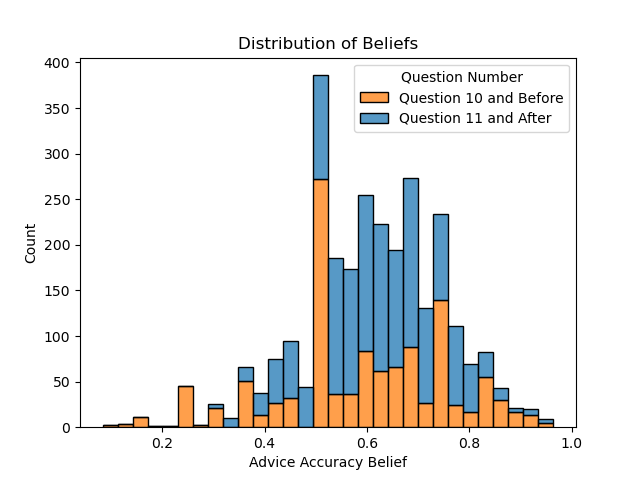 Distribution of Beliefs
Question Number
Question 10 and Before
Question 11 and After
Count
400
350
300
250
200
150
100
50
0
0.2
0.4
0.6
0.8
1.0
Advice Accuracy Belief